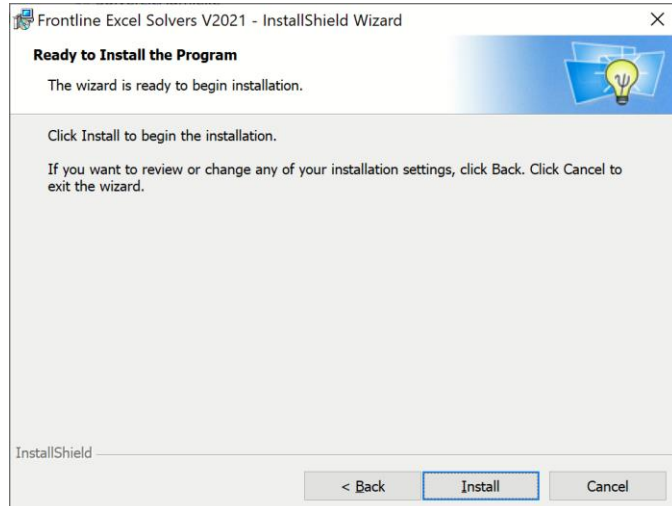 Frontline Excel Solvers V2021 - InstallShield Wizard
Ready to Install the Program
The wizard is ready to begin installation.
Click Install to begin the installation.
If you want to review or change any of your installation settings, click Back. Click Cancel to
exit the wizard.
InstallShield
< Back
Install
Cancel